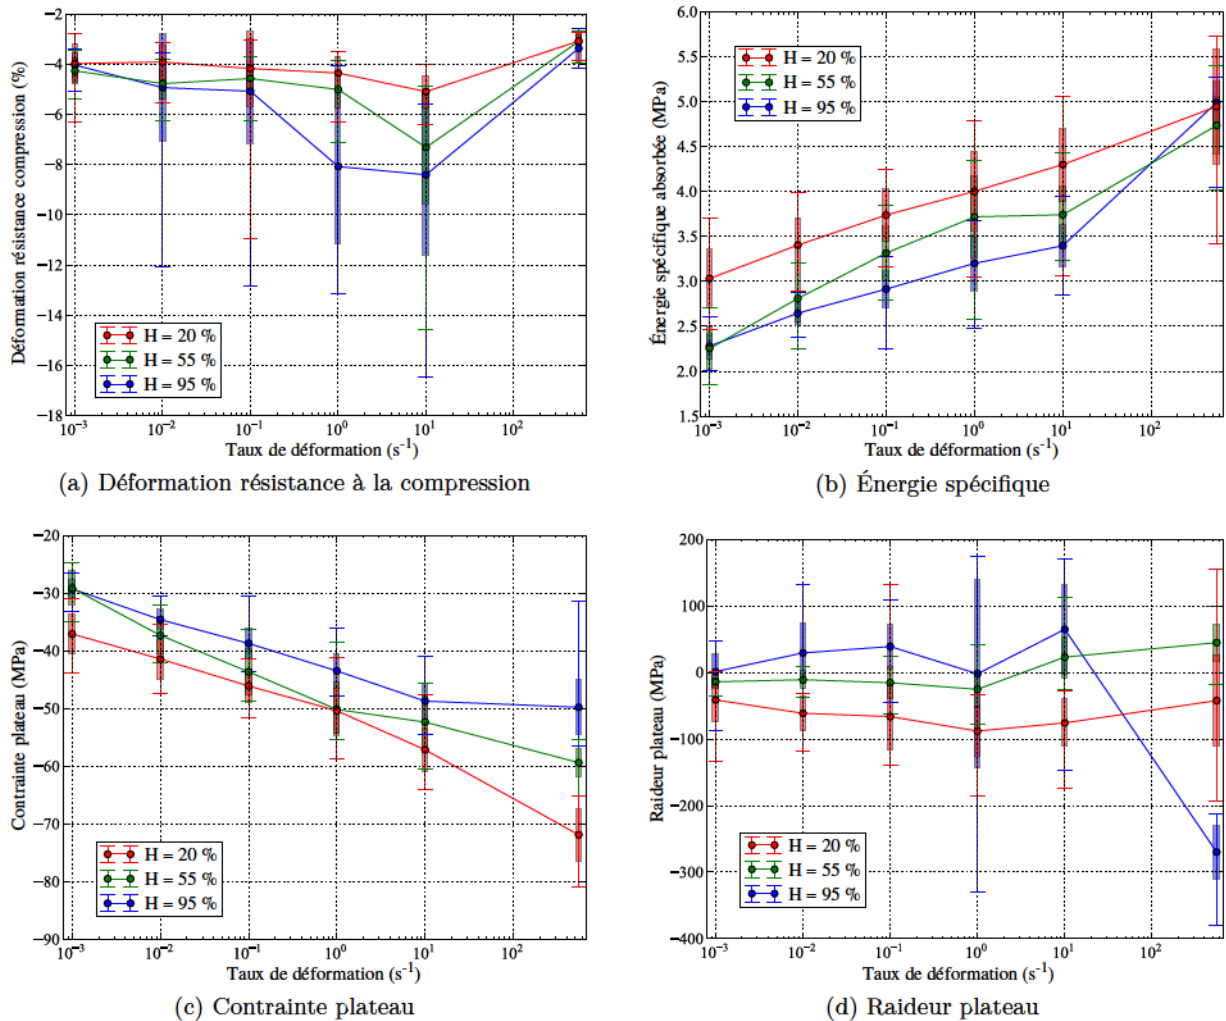 −2
−4
−6
−8
−10
−12
−14
−16
−18
Déformation résistance compression (%)
H = 20 %
H = 55 %
H = 95 %
10⁻³ 10⁻² 10⁻¹ 10⁰ 10¹ 10²
Taux de déformation (s⁻¹)
(a) Déformation résistance à la compression
6.0
5.5
5.0
4.5
4.0
3.5
3.0
2.5
2.0
1.5
Énergie spécifique absorbée (MPa)
H = 20 %
H = 55 %
H = 95 %
10⁻³ 10⁻² 10⁻¹ 10⁰ 10¹ 10²
Taux de déformation (s⁻¹)
(b) Énergie spécifique
−20
−30
−40
−50
−60
−70
−80
−90
Contrainte plateau (MPa)
H = 20 %
H = 55 %
H = 95 %
10⁻³ 10⁻² 10⁻¹ 10⁰ 10¹ 10²
Taux de déformation (s⁻¹)
(c) Contrainte plateau
200
100
0
−100
−200
−300
−400
Raideur plateau (MPa)
H = 20 %
H = 55 %
H = 95 %
10⁻³ 10⁻² 10⁻¹ 10⁰ 10¹ 10²
Taux de déformation (s⁻¹)
(d) Raideur plateau